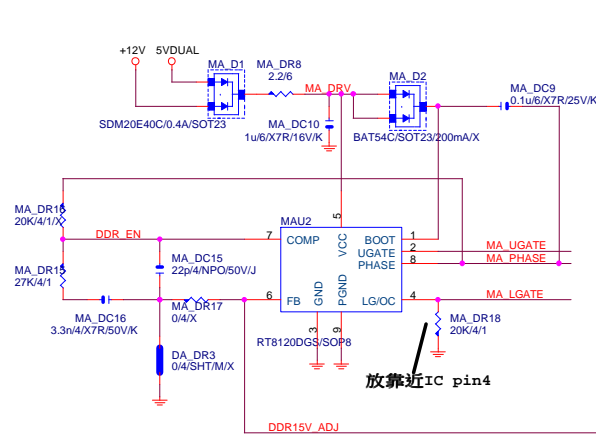 +12V 5VDUAL
MA_D1
MA_DR8
2.2/6
MA_DRV
MA_D2
MA_DC9
0.1u/6/X7R/25V/K
SDM20E40C/0.4A/SOT23
MA_DC10
1u/6/X7R/16V/K
BAT54C/SOT23/200mA/X
MA_DR16
20K/4/1/X
DDR_EN
MAU2
5
7
COMP
VCC
BOOT
1
UGATE
2
MA_UGATE
PHASE
8
MA_PHASE
MA_DC15
22p/4/NPO/50V/J
MA_DR15
27K/4/1
6
FB
GND
PGND
LG/OC
4
MA_LGATE
MA_DC16
3.3n/4/X7R/50V/K
MA_DR17
0/4/X
3
9
MA_DR18
20K/4/1
RT8120DGS/SOP8
DA_DR3
0/4/SHT/M/X
放靠近IC pin4
DDR15V_ADJ